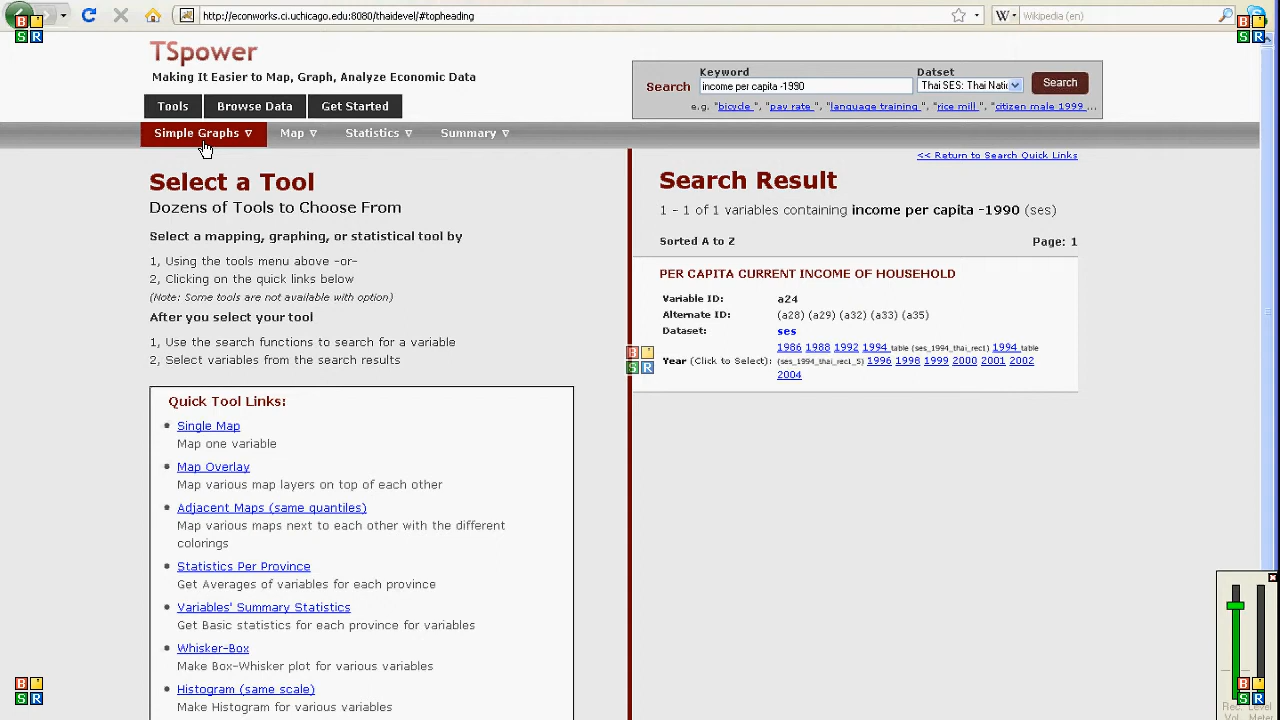 http://econworks.ci.uchicago.edu:8080/thaidevel/#topheading
W
Wikipedia (en)
B
S R
TSpower
Making It Easier to Map, Graph, Analyze Economic Data
Keyword
Datset
Search
income per capita -1990
Thai SES: Thai Natic
Search
e.g. "bicycle ", "pay rate ", "language training ", "rice mill ", "citizen male 1999 ...
Tools
Browse Data
Get Started
Simple Graphs ▽
Map ▽
Statistics ▽
Summary ▽
Select a Tool
Dozens of Tools to Choose From
Select a mapping, graphing, or statistical tool by
1, Using the tools menu above -or-
2, Clicking on the quick links below
(Note: Some tools are not available with option)
After you select your tool
1, Use the search functions to search for a variable
2, Select variables from the search results
Quick Tool Links:
Single Map
Map one variable
Map Overlay
Map various map layers on top of each other
Adjacent Maps (same quantiles)
Map various maps next to each other with the different
colorings
Statistics Per Province
Get Averages of variables for each province
Variables' Summary Statistics
Get Basic statistics for each province for variables
Whisker-Box
Make Box-Whisker plot for various variables
Histogram (same scale)
Make Histogram for various variables
<< Return to Search Quick Links
Search Result
1 - 1 of 1 variables containing income per capita -1990 (ses)
Sorted A to Z
Page: 1
PER CAPITA CURRENT INCOME OF HOUSEHOLD
Variable ID: a24
Alternate ID: (a28) (a29) (a32) (a33) (a35)
Dataset: ses
Year (Click to Select):
1986 1988 1992 1994 table (ses_1994_thai_rect) 1994 table
(ses_1994_thai_rec1_5) 1996 1998 1999 2000 2001 2002
2004
B
S R
B
S R
B
S R
B
R
Rec. Level
Vol. Meter